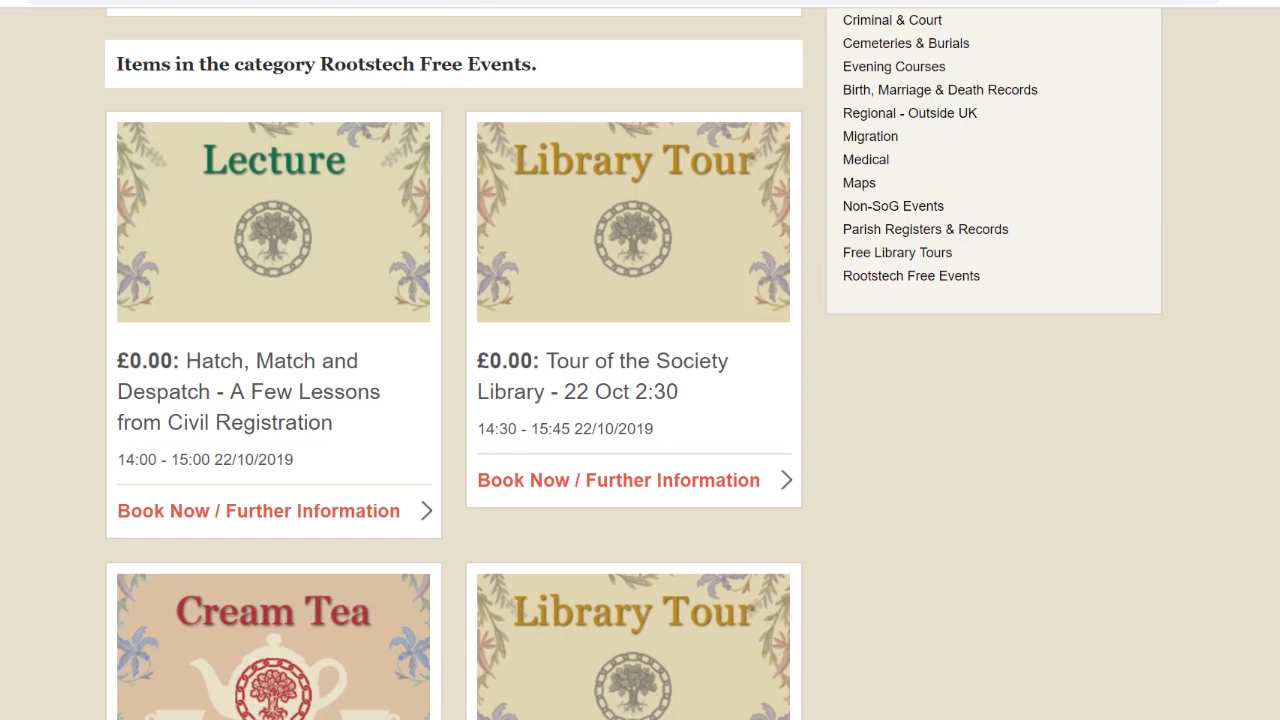 Items in the category Rootstech Free Events.
Lecture
£0.00: Hatch, Match and
Despatch - A Few Lessons
from Civil Registration
14:00 - 15:00 22/10/2019
Book Now / Further Information
Library Tour
£0.00: Tour of the Society
Library - 22 Oct 2:30
14:30 - 15:45 22/10/2019
Book Now / Further Information
Cream Tea
Library Tour
Criminal & Court
Cemeteries & Burials
Evening Courses
Birth, Marriage & Death Records
Regional - Outside UK
Migration
Medical
Maps
Non-SoG Events
Parish Registers & Records
Free Library Tours
Rootstech Free Events